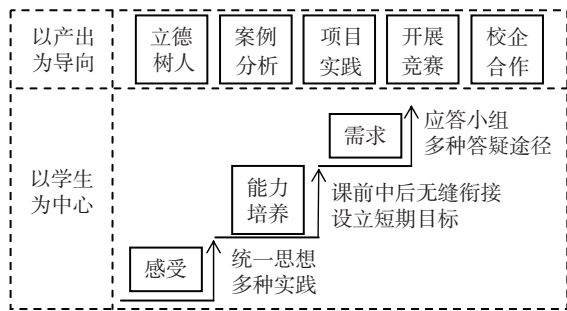 以产出
为导向
立德
树人
案例
分析
项目
实践
开展
竞赛
校企
合作
以学生
为中心
需求
应答小组
多种答疑途径
能力
培养
课前中后无缝衔接
设立短期目标
感受
统一思想
多种实践